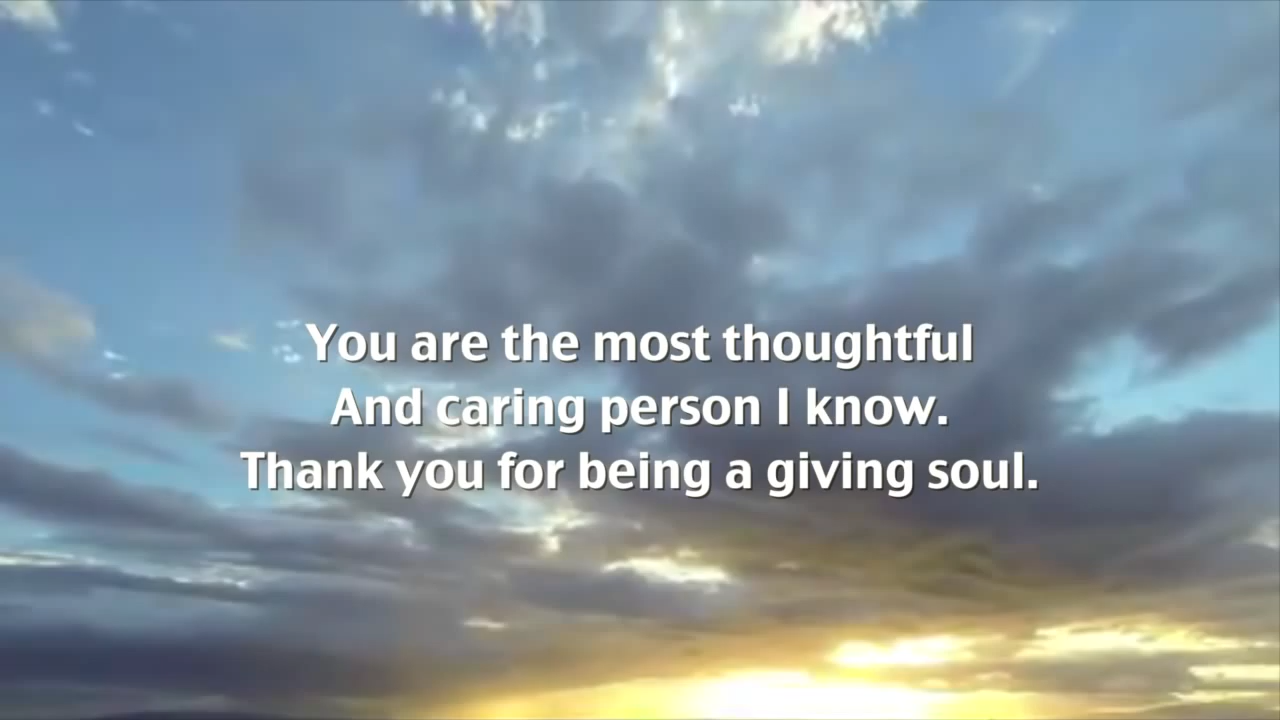 You are the most thoughtful
And caring person I know.
Thank you for being a giving soul.